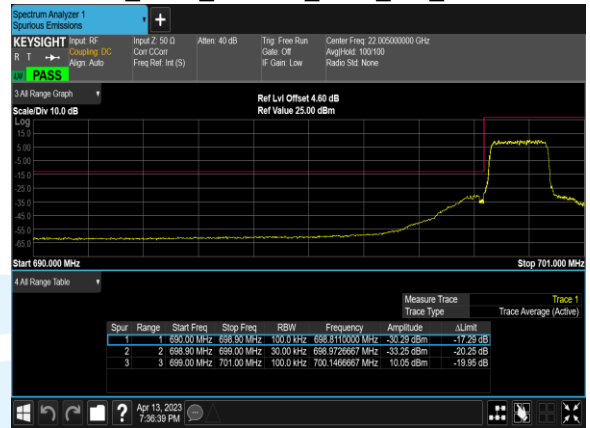 Spectrum Analyzer 1
Spurious Emissions
+
KEYSIGHT Input: RF Input Z: 50 Ω Atten: 40 dB Trig: Free Run Center Freq: 22.005000000 GHz
R T Coupling: DC Corr CCorr Gate: Off Avg|Hold: 100/100
Align: Auto Freq Ref: Int (S) IF Gain: Low Radio Std: None
PASS
3 All Range Graph
Ref Lvl Offset 4.60 dB
Scale/Div 10.0 dB Ref Value 25.00 dBm
Log
15.0
5.00
-5.00
-15.0
-25.0
-35.0
-45.0
-55.0
-65.0
Start 690.000 MHz Stop 701.000 MHz
4 All Range Table
Measure Trace Trace 1
Trace Type Trace Average (Active)
Spur Range Start Freq Stop Freq RBW Frequency Amplitude ΔLimit
1 1 690.00 MHz 698.90 MHz 100.0 kHz 698.8110000 MHz -30.29 dBm -17.29 dB
2 2 698.90 MHz 699.00 MHz 30.00 kHz 698.9726667 MHz -33.25 dBm -20.25 dB
3 3 699.00 MHz 701.00 MHz 100.0 kHz 700.1466667 MHz 10.05 dBm -19.95 dB
? Apr 13, 2023
7:36:39 PM